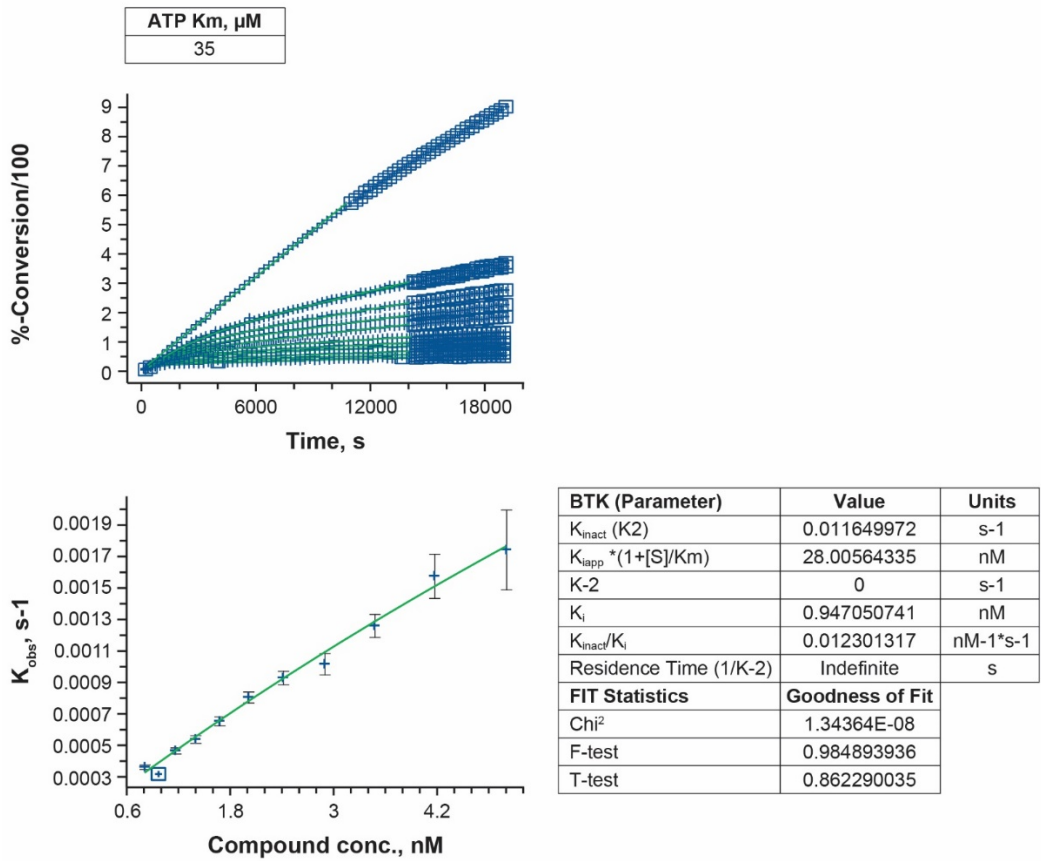 ATP Km, µM
35
%-Conversion/100
9
8
7
6
5
4
3
2
1
0
0 6000 12000 18000
Time, s
Kobs, s-1
0.0019
0.0017
0.0015
0.0013
0.0011
0.0009
0.0007
0.0005
0.0003
0.6 1.8 3 4.2
Compound conc., nM
BTK (Parameter) Value Units
Kinact (K2) 0.011649972 s-1
Kiapp *(1+[S]/Km) 28.00564335 nM
K-2 0 s-1
Ki 0.947050741 nM
Kinact/Ki 0.012301317 nM-1*s-1
Residence Time (1/K-2) Indefinite s
FIT Statistics Goodness of Fit
Chi² 1.34364E-08
F-test 0.984893936
T-test 0.862290035